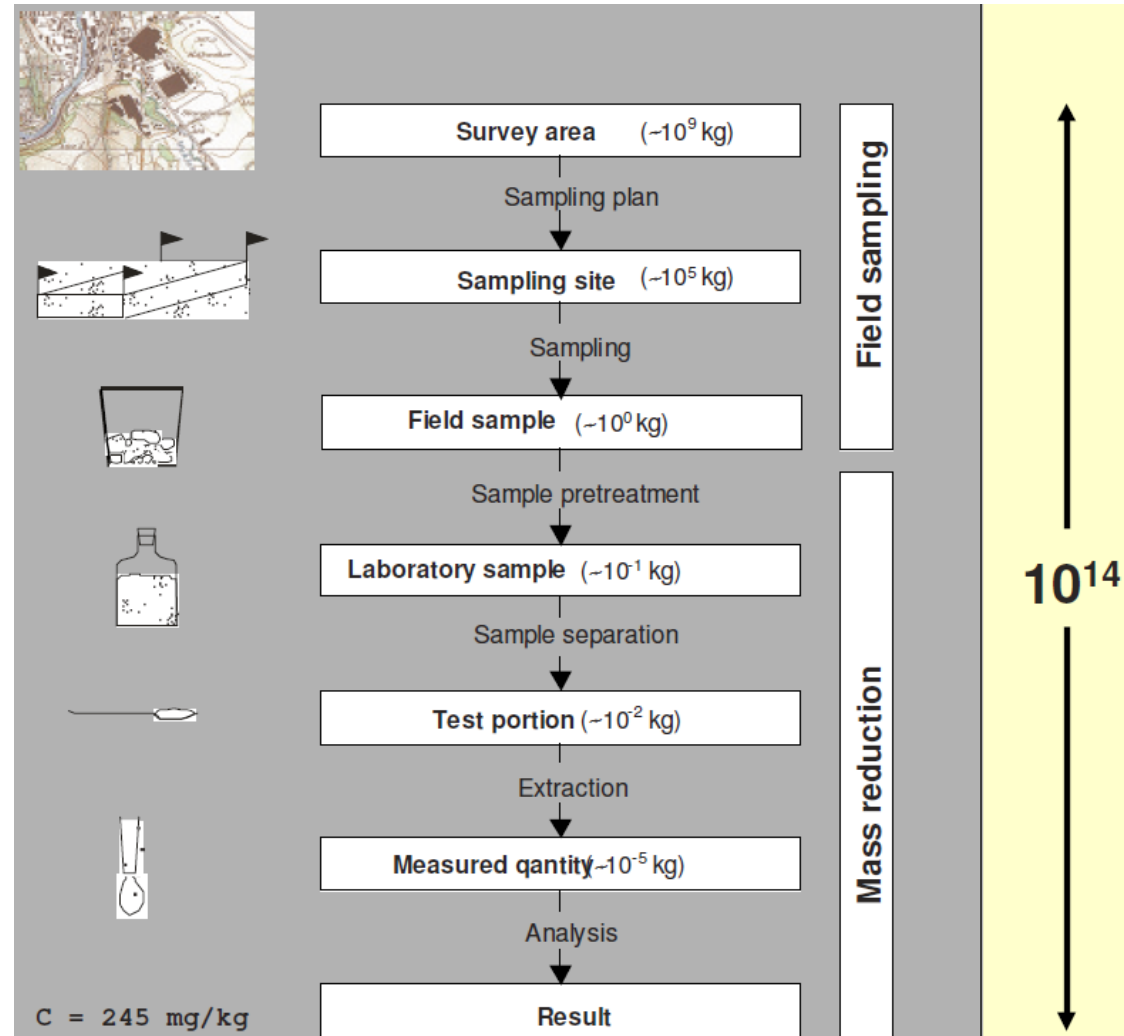 Survey area (~10⁹ kg)
Sampling plan
Sampling site (~10⁵ kg)
Sampling
Field sample (~10⁰ kg)
Sample pretreatment
Laboratory sample (~10⁻¹ kg)
Sample separation
Test portion (~10⁻² kg)
Extraction
Measured qantity (~10⁻⁵ kg)
Analysis
Result
C = 245 mg/kg
Field sampling
Mass reduction
10¹⁴